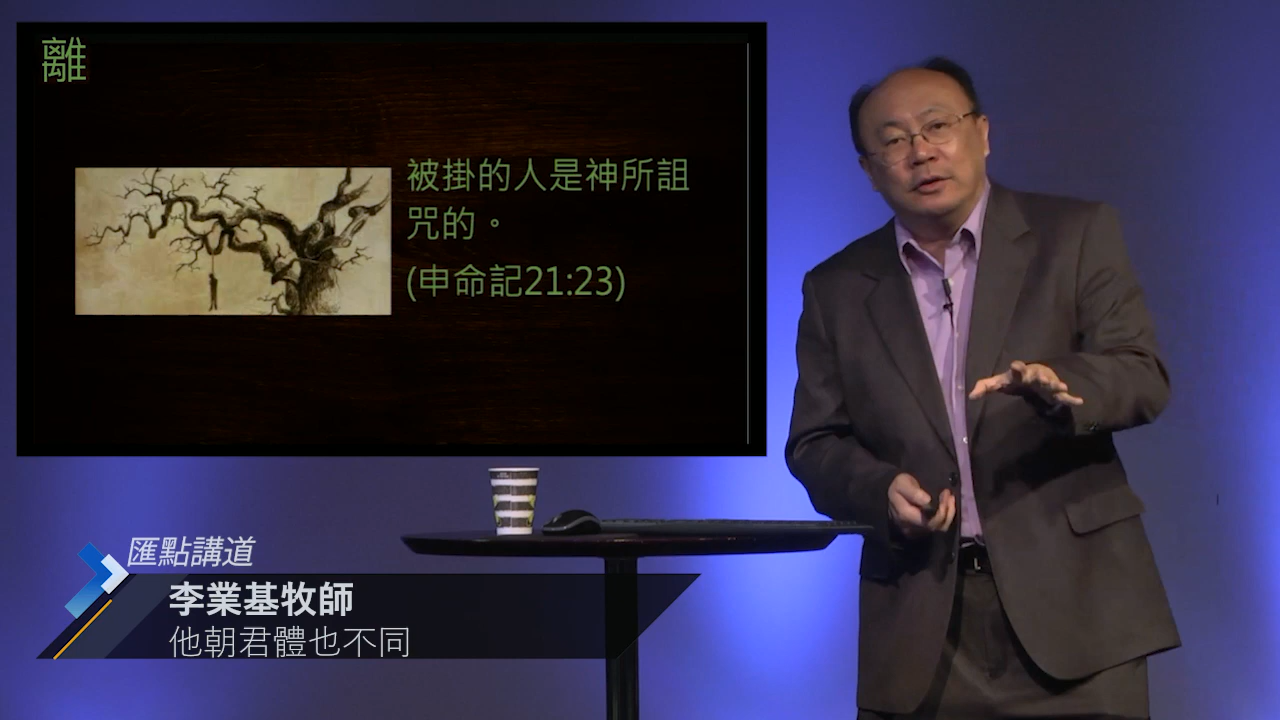 離
被掛的人是神所詛
咒的。
(申命記21:23)
匯點講道
李業基牧師
他朝君體也不同